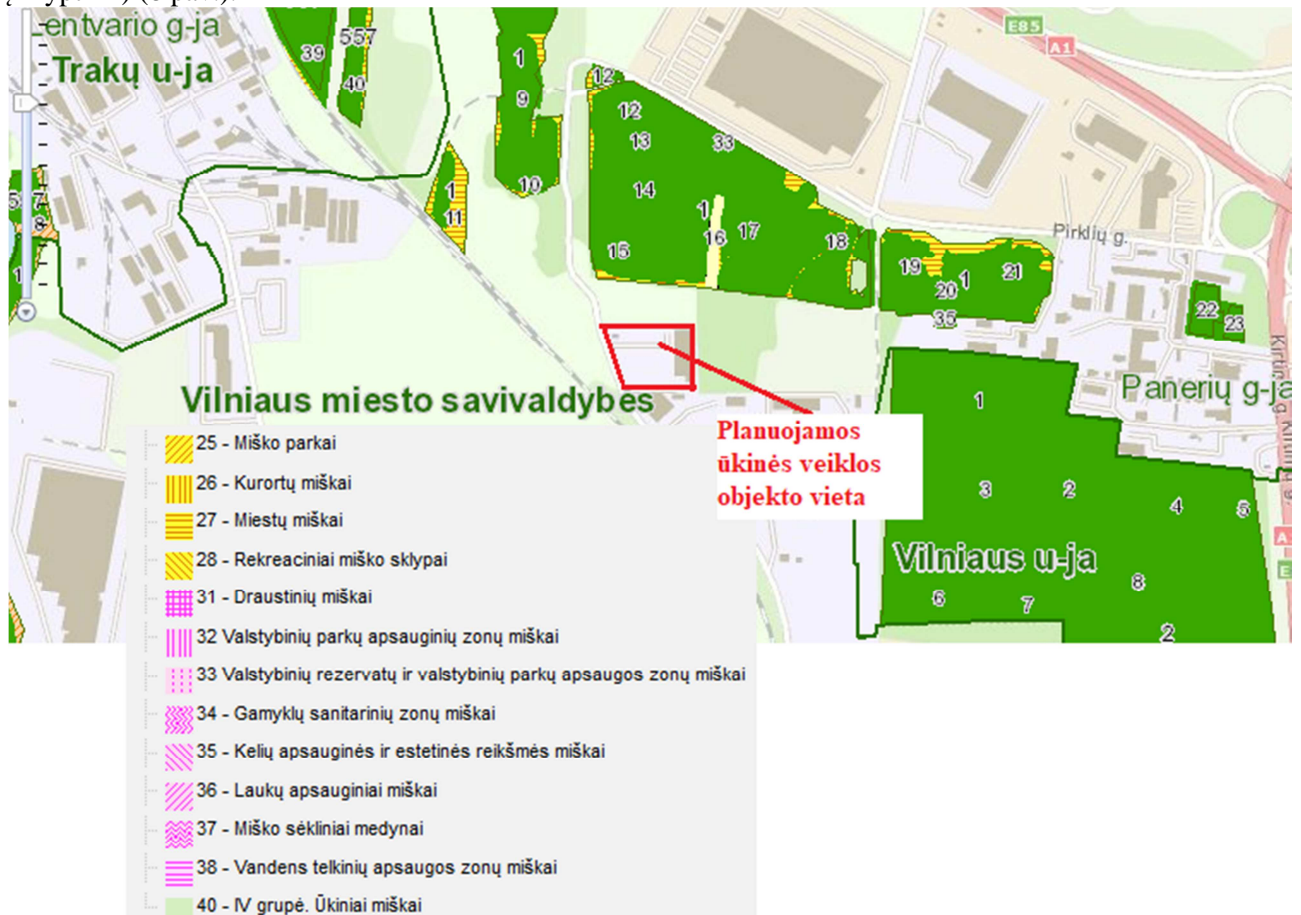 Lentvario g-ja
Trakų u-ja
39
557
40
1
9
10
1
11
12
12
13
33
14
1
16
17
15
18
19
1
21
20
35
22
23
E85
A1
Pirklių g.
Panerių g-ja
Vilniaus miesto savivaldybės
Planuojamos
ūkinės veiklos
objekto vieta
1
3
2
4
5
Vilniaus u-ja
8
6
7
2
25 - Miško parkai
26 - Kurortų miškai
27 - Miestų miškai
28 - Rekreaciniai miško sklypai
31 - Draustinių miškai
32 Valstybinių parkų apsauginių zonų miškai
33 Valstybinių rezervatų ir valstybinių parkų apsaugos zonų miškai
34 - Gamyklų sanitarinių zonų miškai
35 - Kelių apsauginės ir estetinės reikšmės miškai
36 - Laukų apsauginiai miškai
37 - Miško sėkliniai medynai
38 - Vandens telkinių apsaugos zonų miškai
40 - IV grupė. Ūkiniai miškai